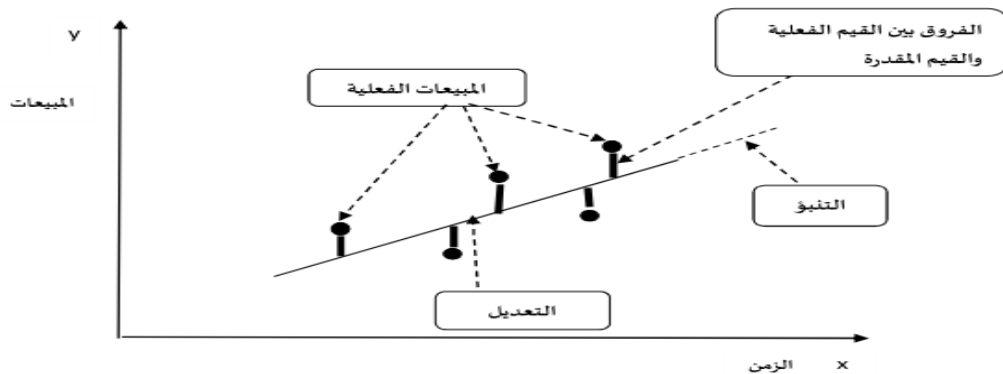 y
الفروق بين القيم الفعلية
والقيم المقدرة
المبيعات الفعلية
المبيعات
التنبؤ
التعديل
الزمن x